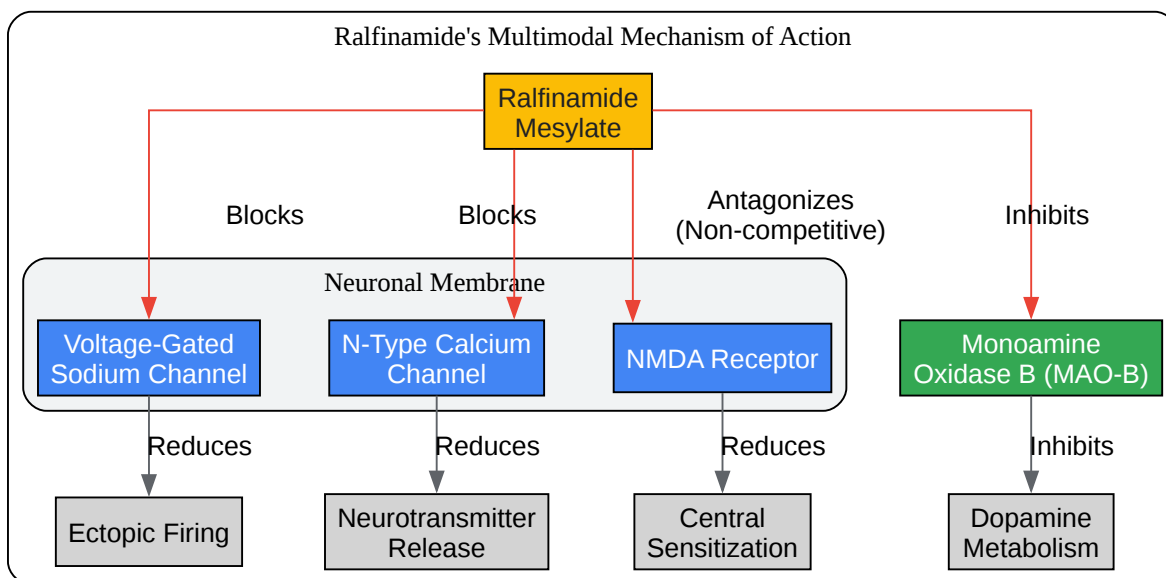 Ralfinamide's Multimodal Mechanism of Action
Ralfinamide
Mesylate
Blocks
Blocks
Antagonizes
(Non-competitive)
Inhibits
Neuronal Membrane
Voltage-Gated
Sodium Channel
N-Type Calcium
Channel
NMDA Receptor
Monoamine
Oxidase B (MAO-B)
Reduces
Reduces
Reduces
Inhibits
Ectopic Firing
Neurotransmitter
Release
Central
Sensitization
Dopamine
Metabolism